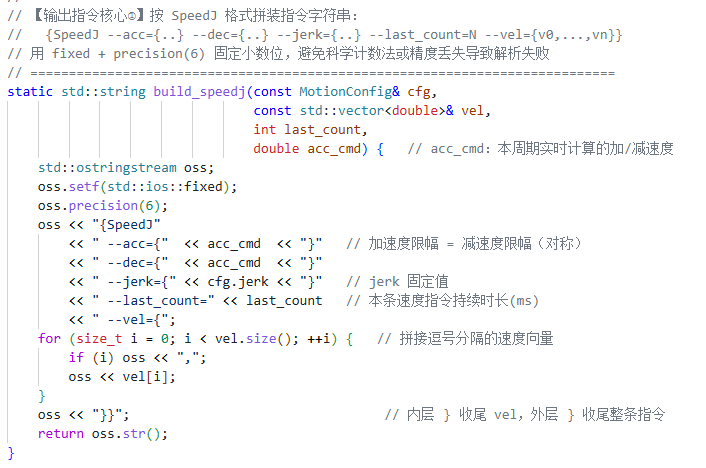 //
// 【输出指令核心①】按 SpeedJ 格式拼装指令字符串：
//   {SpeedJ --acc={..} --dec={..} --jerk={..} --last_count=N --vel={v0,...,vn}}
// 用 fixed + precision(6) 固定小数位，避免科学计数法或精度丢失导致解析失败
// ============================================================================
static std::string build_speedj(const MotionConfig& cfg,
                                const std::vector<double>& vel,
                                int last_count,
                                double acc_cmd) {   // acc_cmd：本周期实时计算的加/减速度
    std::ostringstream oss;
    oss.setf(std::ios::fixed);
    oss.precision(6);
    oss << "{SpeedJ"
        << " --acc={"  << acc_cmd  << "}"   // 加速度限幅 = 减速度限幅（对称）
        << " --dec={"  << acc_cmd  << "}"
        << " --jerk={" << cfg.jerk << "}"   // jerk 固定值
        << " --last_count=" << last_count   // 本条速度指令持续时长(ms)
        << " --vel={";
    for (size_t i = 0; i < vel.size(); ++i) {   // 拼接逗号分隔的速度向量
        if (i) oss << ",";
        oss << vel[i];
    }
    oss << "}}";                                     // 内层 } 收尾 vel，外层 } 收尾整条指令
    return oss.str();
}